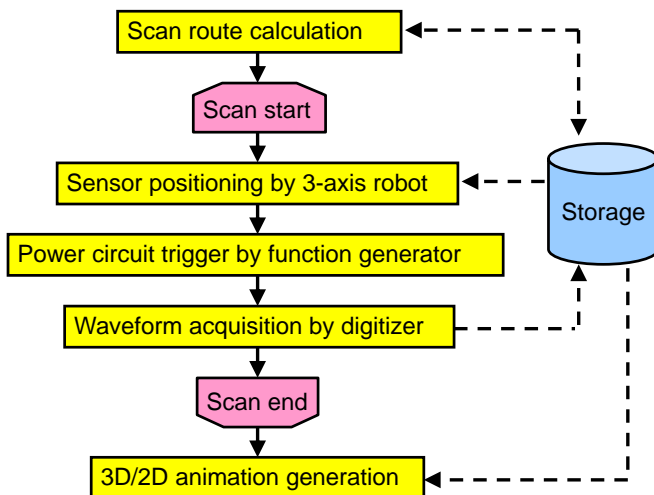 Scan route calculation
Scan start
Sensor positioning by 3-axis robot
Storage
Power circuit trigger by function generator
Waveform acquisition by digitizer
Scan end
3D/2D animation generation